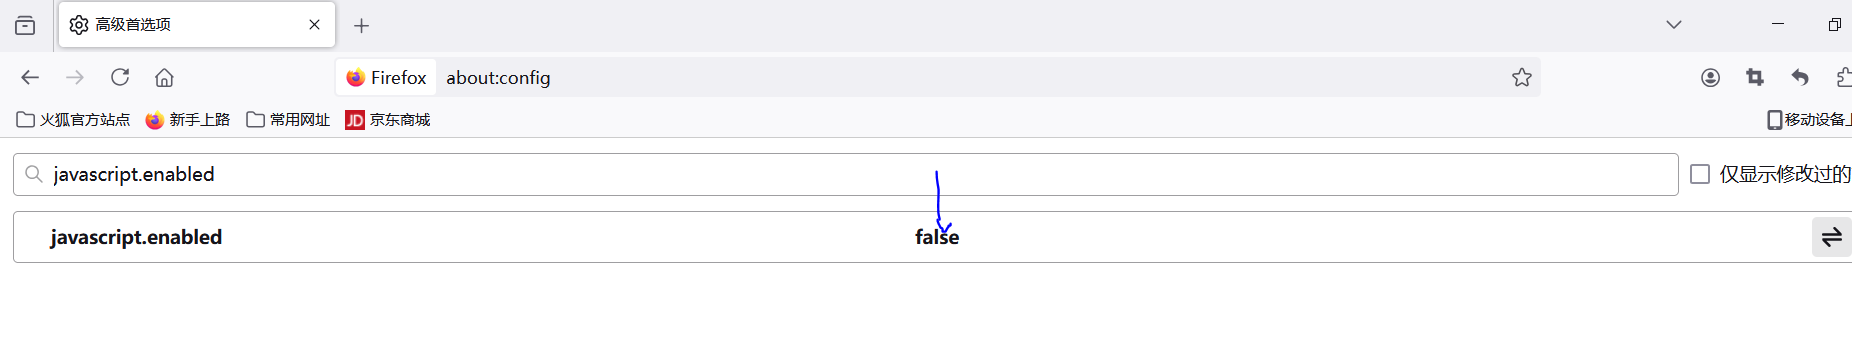 高级首选项
Firefox about:config
火狐官方站点 新手上路 常用网址 JD 京东商城 移动设备上
javascript.enabled 仅显示修改过的
javascript.enabled false